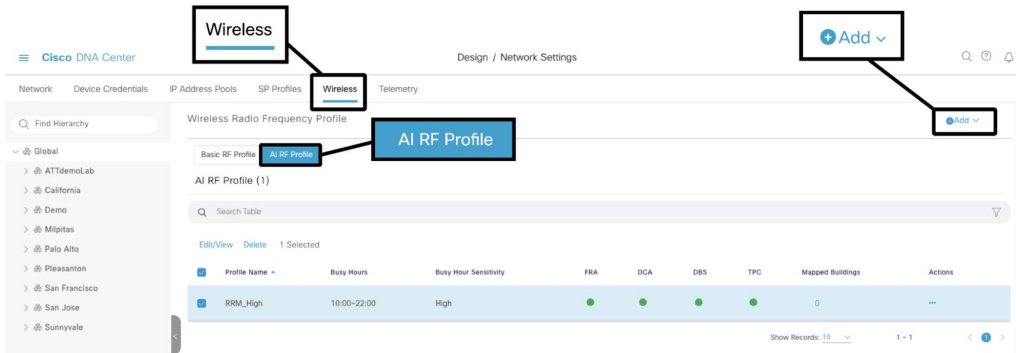 Wireless
Add
Cisco DNA Center
Design / Network Settings
Network Device Credentials IP Address Pools SP Profiles Wireless Telemetry
Find Hierarchy
Global
ATTdemoLab
California
Demo
Milpitas
Palo Alto
Pleasanton
San Francisco
San Jose
Sunnyvale
Wireless Radio Frequency Profile
Add
Basic RF Profile AI RF Profile
AI RF Profile
AI RF Profile (1)
Search Table
Edit/View Delete 1 Selected
Profile Name Busy Hours Busy Hour Sensitivity FRA DCA DBS TPC Mapped Buildings Actions
RRM_High 10:00-22:00 High 0 ...
Show Records: 10 1 - 1 < 1 >